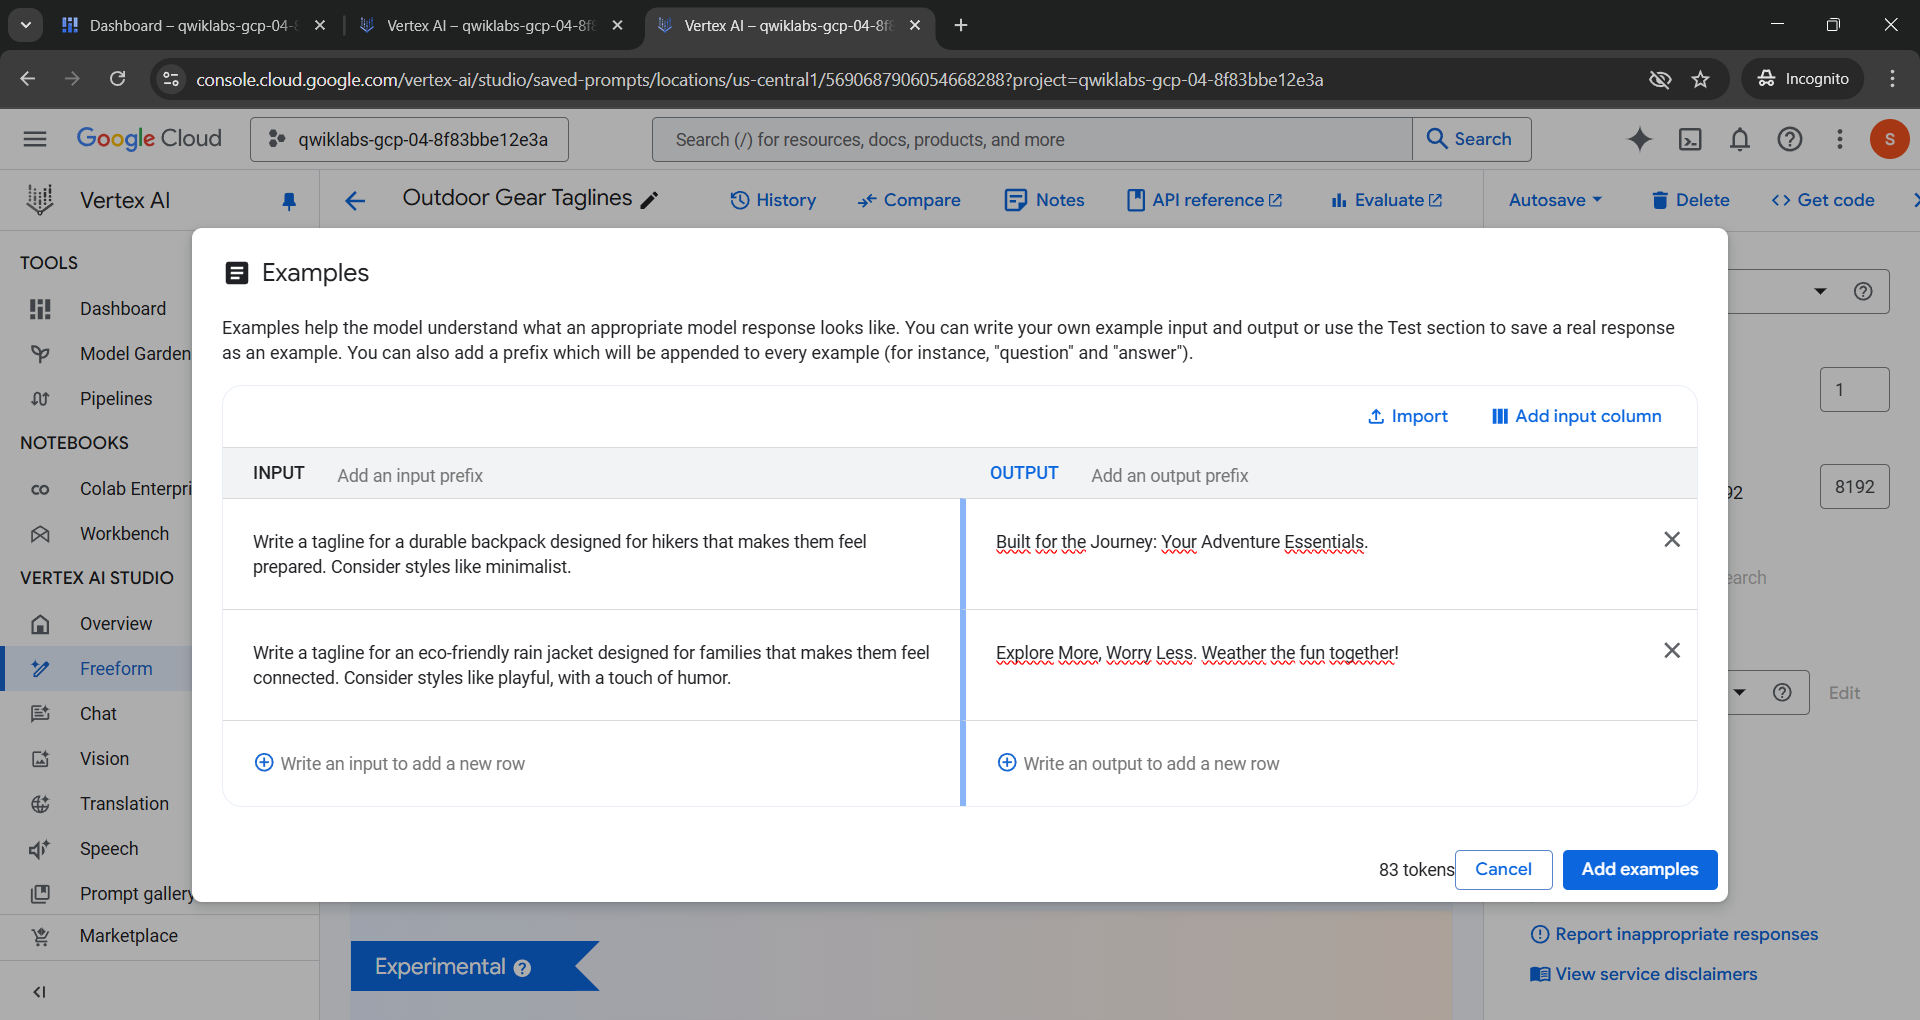 Dashboard – qwiklabs-gcp-04-
Vertex AI – qwiklabs-gcp-04-8f
Vertex AI – qwiklabs-gcp-04-8f
console.cloud.google.com/vertex-ai/studio/saved-prompts/locations/us-central1/5690687906054668288?project=qwiklabs-gcp-04-8f83bbe12e3a
Incognito
Google Cloud
qwiklabs-gcp-04-8f83bbe12e3a
Search (/) for resources, docs, products, and more
Search
S
Vertex AI
Outdoor Gear Taglines
History
Compare
Notes
API reference
Evaluate
Autosave
Delete
Get code
TOOLS
Dashboard
Model Garden
Pipelines
NOTEBOOKS
Colab Enterpri
Workbench
VERTEX AI STUDIO
Overview
Freeform
Chat
Vision
Translation
Speech
Prompt gallery
Marketplace
Examples
Examples help the model understand what an appropriate model response looks like. You can write your own example input and output or use the Test section to save a real response
as an example. You can also add a prefix which will be appended to every example (for instance, "question" and "answer").
Import
Add input column
INPUT
Add an input prefix
OUTPUT
Add an output prefix
Write a tagline for a durable backpack designed for hikers that makes them feel
prepared. Consider styles like minimalist.
Built for the Journey: Your Adventure Essentials.
Write a tagline for an eco-friendly rain jacket designed for families that makes them feel
connected. Consider styles like playful, with a touch of humor.
Explore More, Worry Less. Weather the fun together!
Write an input to add a new row
Write an output to add a new row
83 tokens
Cancel
Add examples
1
92
8192
earch
Edit
Experimental
Report inappropriate responses
View service disclaimers